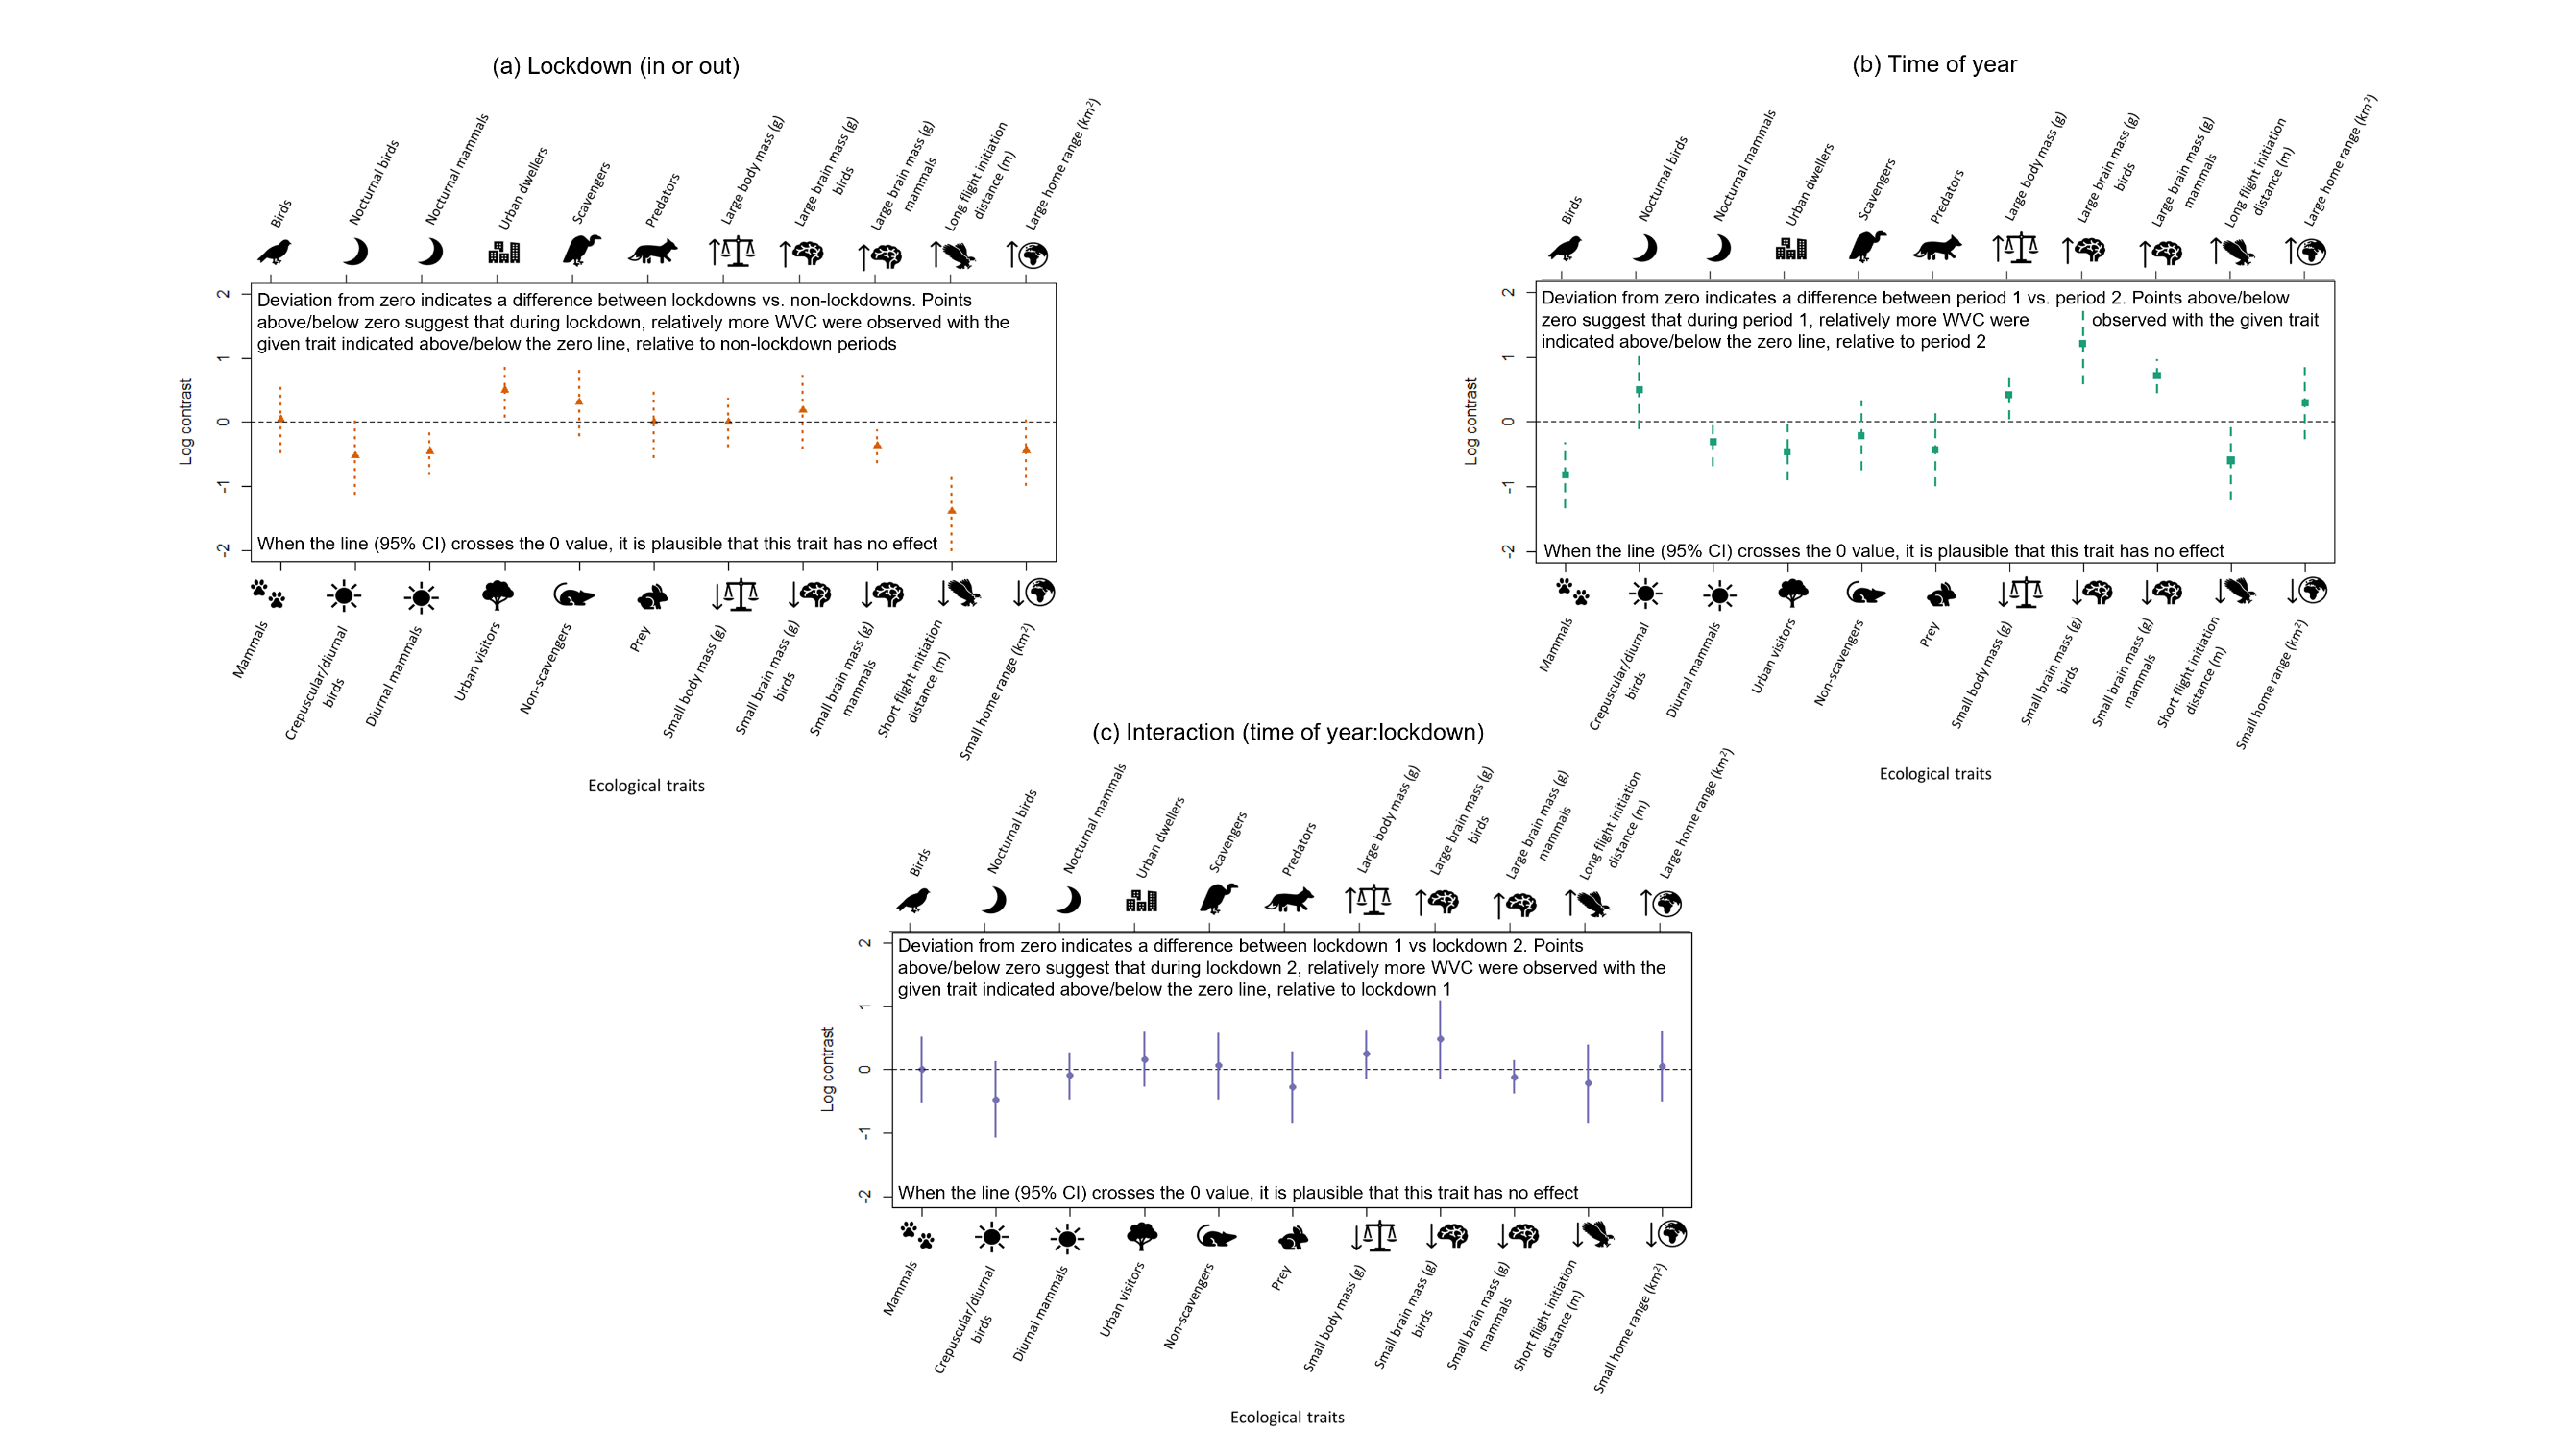 (a) Lockdown (in or out)
Birds
Nocturnal birds
Nocturnal mammals
Urban dwellers
Scavengers
Predators
Large body mass (g)
Large brain mass (g)
birds
Large brain mass (g)
mammals
Long flight initiation
distance (m)
Large home range (km²)
Log contrast
2
1
0
-1
-2
Deviation from zero indicates a difference between lockdowns vs. non-lockdowns. Points
above/below zero suggest that during lockdown, relatively more WVC were observed with the
given trait indicated above/below the zero line, relative to non-lockdown periods
When the line (95% CI) crosses the 0 value, it is plausible that this trait has no effect
Mammals
Crepuscular/diurnal
birds
Diurnal mammals
Urban visitors
Non-scavengers
Prey
Small body mass (g)
Small brain mass (g)
birds
Small brain mass (g)
mammals
Short flight initiation
distance (m)
Small home range (km²)
Ecological traits
(b) Time of year
Birds
Nocturnal birds
Nocturnal mammals
Urban dwellers
Scavengers
Predators
Large body mass (g)
Large brain mass (g)
birds
Large brain mass (g)
mammals
Long flight initiation
distance (m)
Large home range (km²)
Log contrast
2
1
0
-1
-2
Deviation from zero indicates a difference between period 1 vs. period 2. Points above/below
zero suggest that during period 1, relatively more WVC were observed with the given trait
indicated above/below the zero line, relative to period 2
When the line (95% CI) crosses the 0 value, it is plausible that this trait has no effect
Mammals
Crepuscular/diurnal
birds
Diurnal mammals
Urban visitors
Non-scavengers
Prey
Small body mass (g)
Small brain mass (g)
birds
Small brain mass (g)
mammals
Short flight initiation
distance (m)
Small home range (km²)
Ecological traits
(c) Interaction (time of year:lockdown)
Birds
Nocturnal birds
Nocturnal mammals
Urban dwellers
Scavengers
Predators
Large body mass (g)
Large brain mass (g)
birds
Large brain mass (g)
mammals
Long flight initiation
distance (m)
Large home range (km²)
Log contrast
2
1
0
-1
-2
Deviation from zero indicates a difference between lockdown 1 vs lockdown 2. Points
above/below zero suggest that during lockdown 2, relatively more WVC were observed with the
given trait indicated above/below the zero line, relative to lockdown 1
When the line (95% CI) crosses the 0 value, it is plausible that this trait has no effect
Mammals
Crepuscular/diurnal
birds
Diurnal mammals
Urban visitors
Non-scavengers
Prey
Small body mass (g)
Small brain mass (g)
birds
Small brain mass (g)
mammals
Short flight initiation
distance (m)
Small home range (km²)
Ecological traits